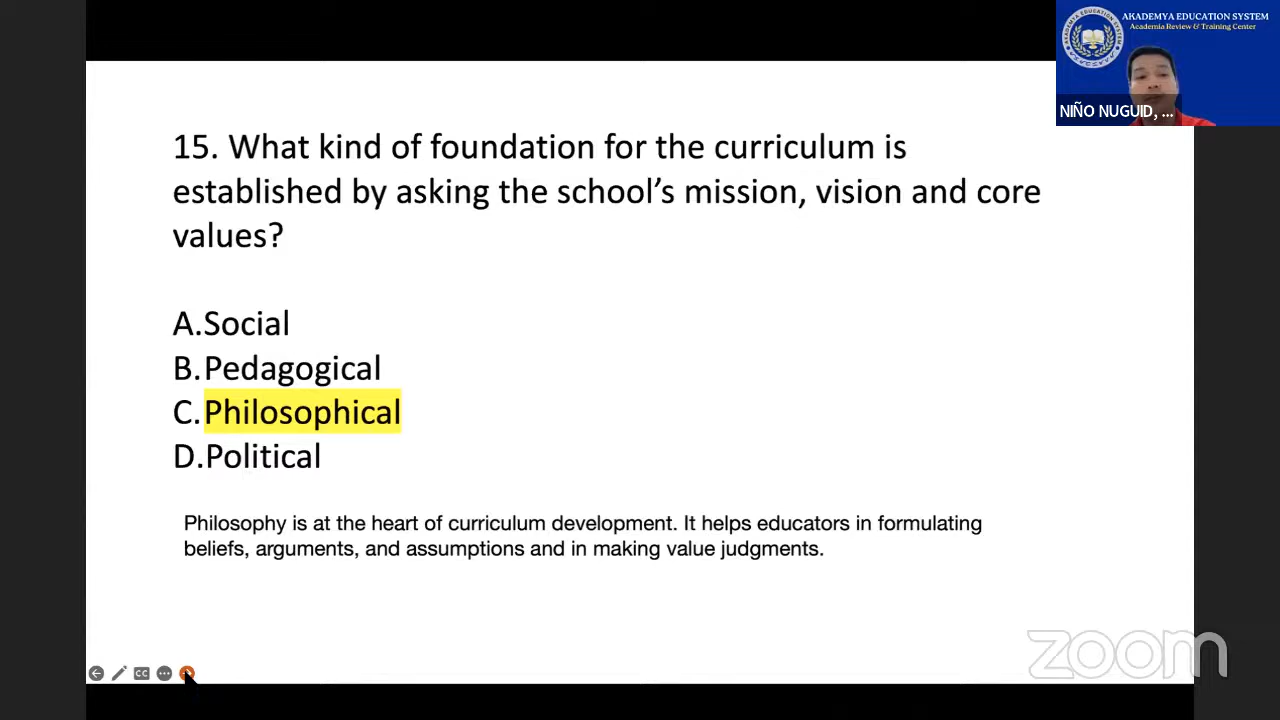 AKADEMYA EDUCATION SYSTEM
Academia Review & Training Center
NIÑO NUGUID, ...
15. What kind of foundation for the curriculum is
established by asking the school’s mission, vision and core
values?
A.Social
B.Pedagogical
C.Philosophical
D.Political
Philosophy is at the heart of curriculum development. It helps educators in formulating
beliefs, arguments, and assumptions and in making value judgments.
CC
zoom